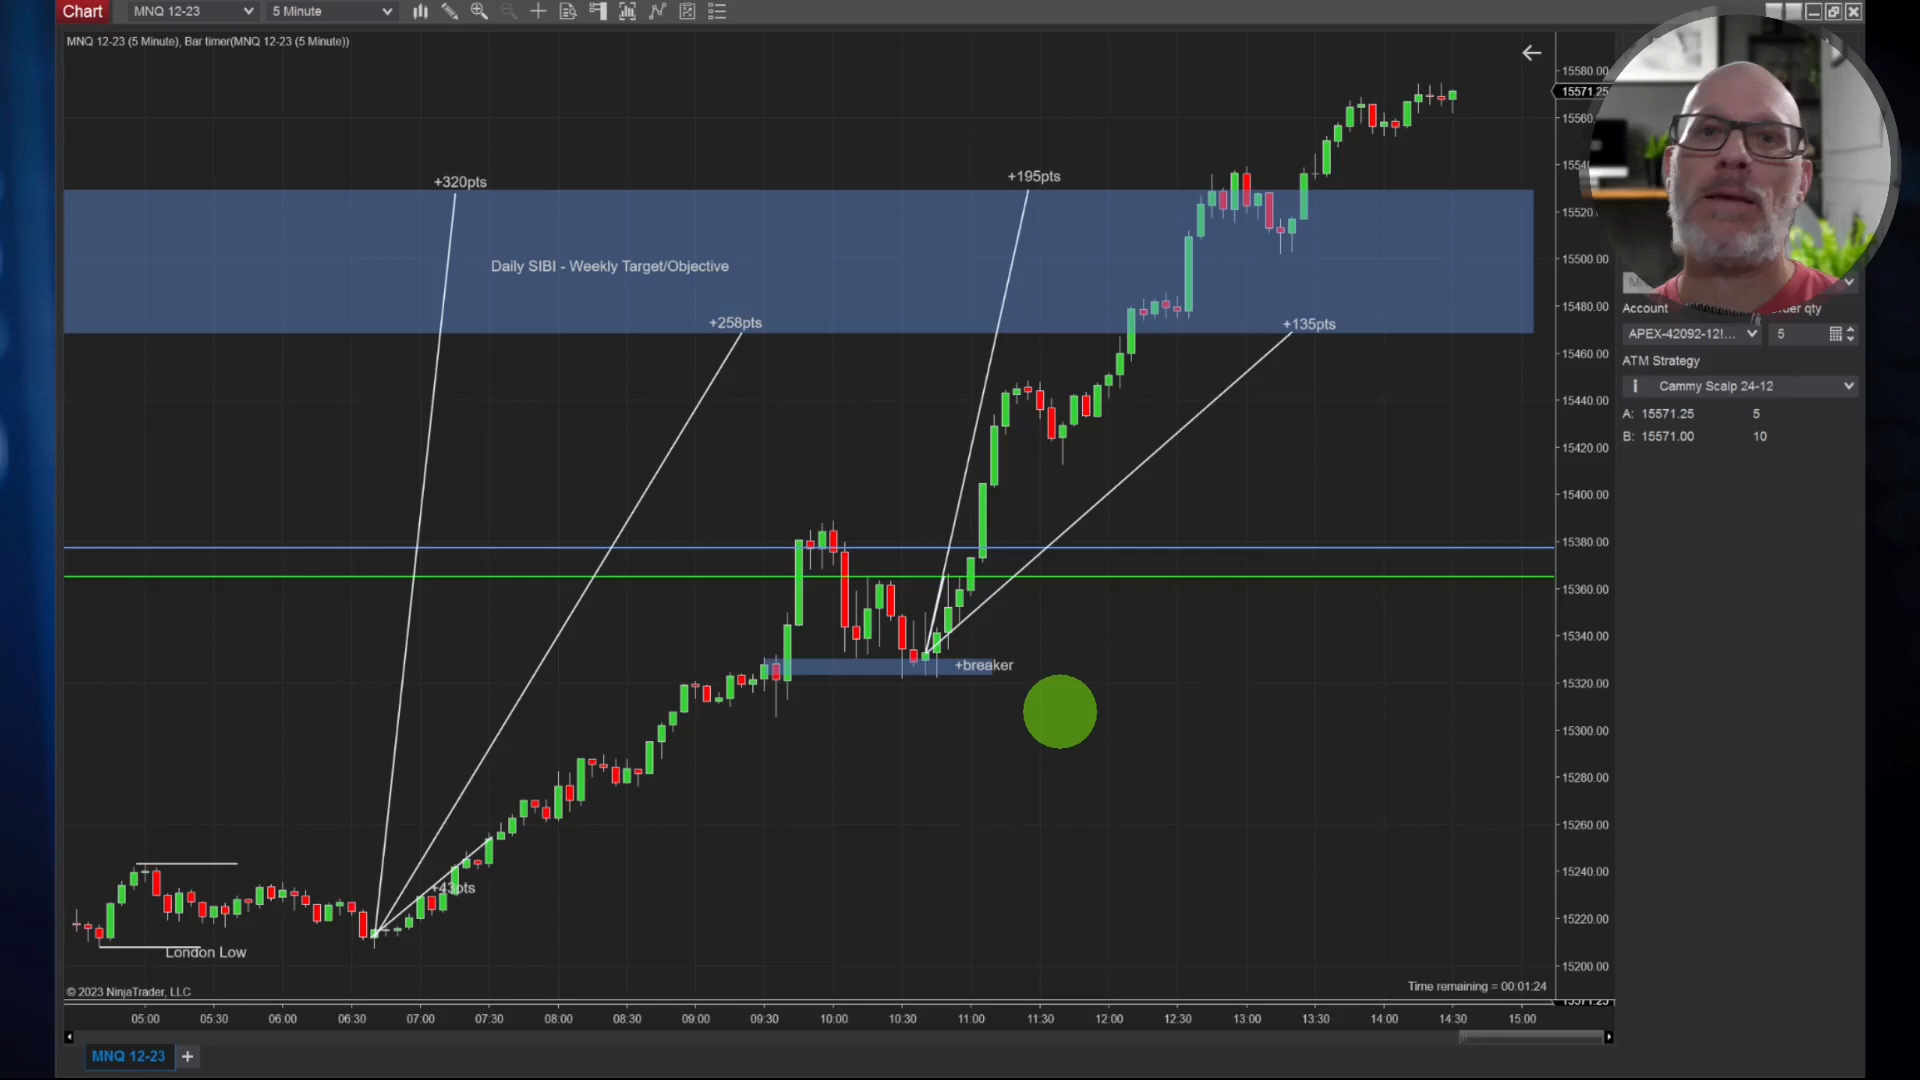 Chart MNQ 12-23 5 Minute
MNQ 12-23 (5 Minute), Bar timer(MNQ 12-23 (5 Minute))
15580.00
15571.25
15560
1554
+320pts
+195pts
15520
Daily SIBI - Weekly Target/Objective
15500.00
15480.00
+258pts
+135pts
15460.00
15440.00
15420.00
15400.00
15380.00
15360.00
15340.00
+breaker
15320.00
15300.00
15280.00
15260.00
15240.00
+43pts
15220.00
London Low
15200.00
© 2023 NinjaTrader, LLC
Time remaining = 00:01:24
15571.25
05:00 05:30 06:00 06:30 07:00 07:30 08:00 08:30 09:00 09:30 10:00 10:30 11:00 11:30 12:00 12:30 13:00 13:30 14:00 14:30 15:00
MNQ 12-23 +
Account
qty
APEX-42092-12!... 5
ATM Strategy
i Cammy Scalp 24-12
A: 15571.25 5
B: 15571.00 10